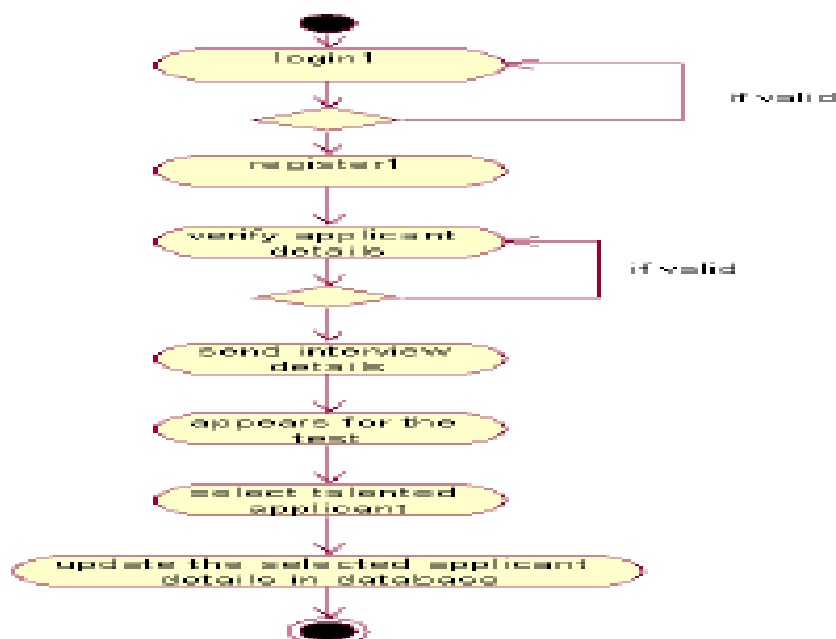 login1
if valid
register1
verify applicant
details
if valid
send interview
details
appears for the
test
select talented
applicant
update the selected applicant
details in database